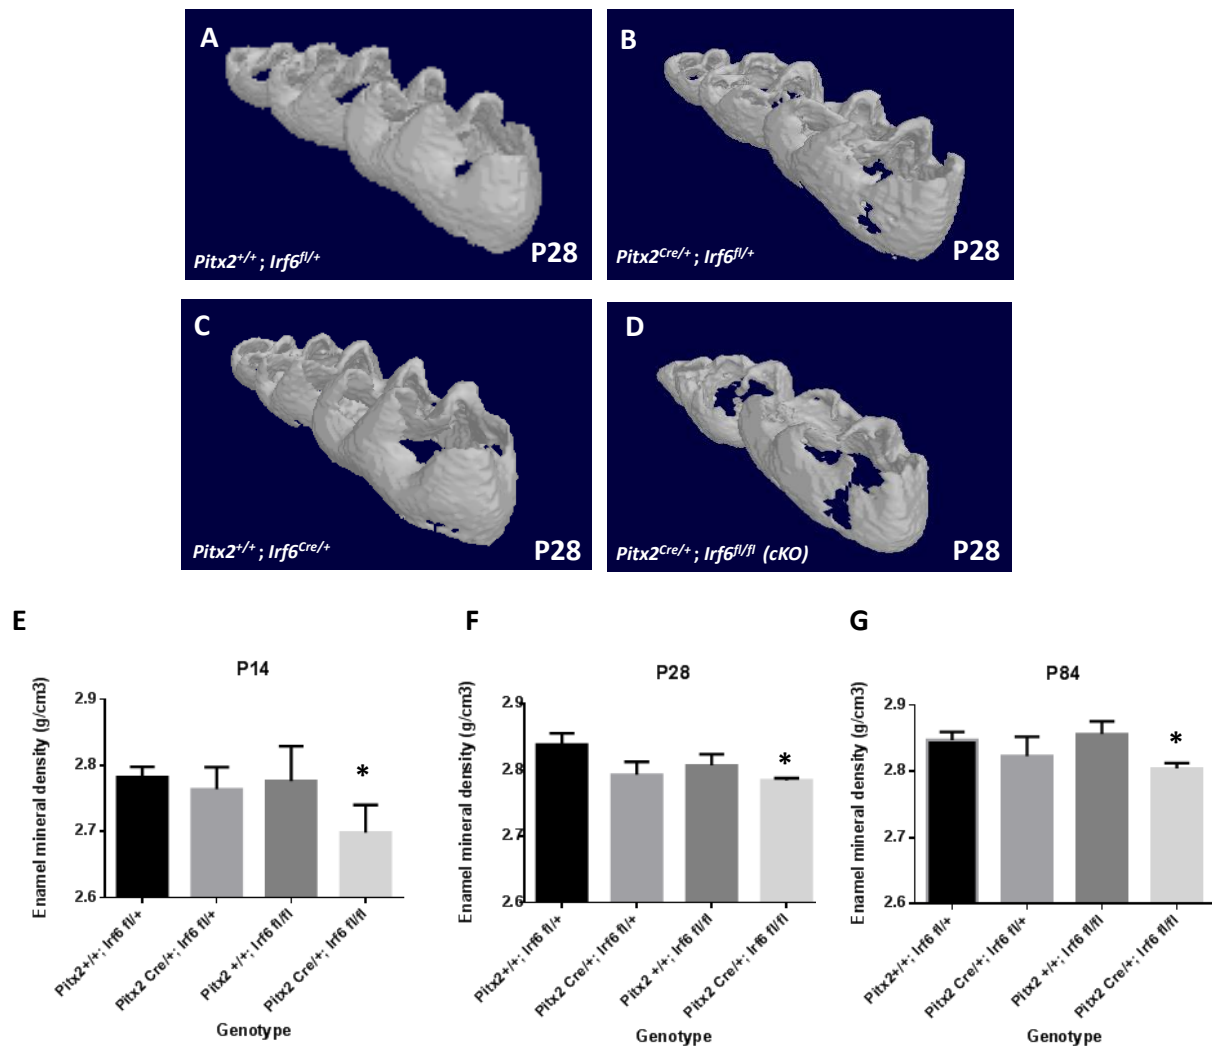 A
Pitx2+/+ ; Irf6fl/+
P28
B
Pitx2Cre/+ ; Irf6fl/+
P28
C
Pitx2+/+ ; Irf6Cre/+
P28
D
Pitx2Cre/+ ; Irf6fl/fl (cKO)
P28
E
P14
Enamel mineral density (g/cm3)
2.9
2.8
2.7
2.6
*
Pitx2+/+; Irf6 fl/+
Pitx2 Cre/+; Irf6 fl/+
Pitx2 +/+; Irf6 fl/fl
Pitx2 Cre/+; Irf6 fl/fl
Genotype
F
P28
Enamel mineral density (g/cm3)
2.9
2.8
2.7
2.6
*
Pitx2+/+; Irf6 fl/+
Pitx2 Cre/+; Irf6 fl/+
Pitx2 +/+; Irf6 fl/fl
Pitx2 Cre/+; Irf6 fl/fl
Genotype
G
P84
Enamel mineral density (g/cm3)
2.9
2.8
2.7
2.6
*
Pitx2+/+; Irf6 fl/+
Pitx2 Cre/+; Irf6 fl/+
Pitx2 +/+; Irf6 fl/fl
Pitx2 Cre/+; Irf6 fl/fl
Genotype